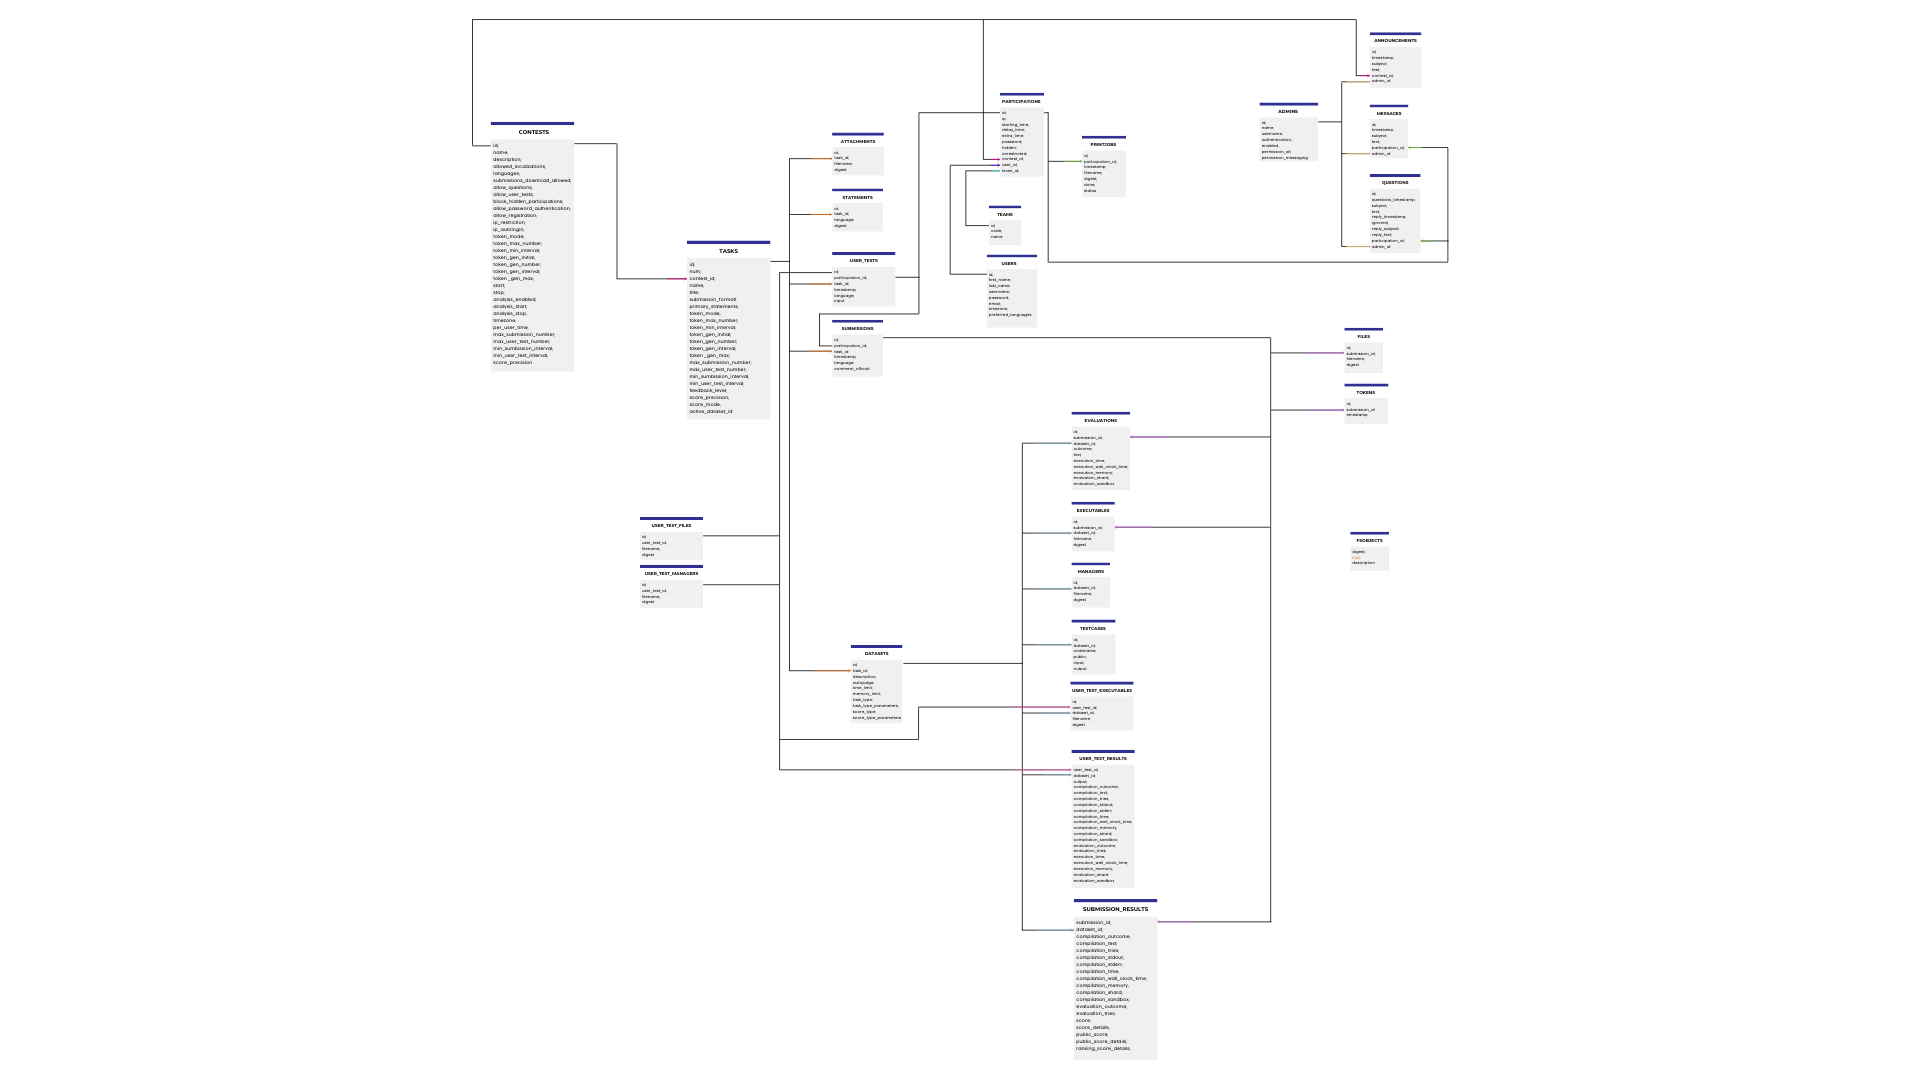 CONTESTS
id;
name;
description;
allowed_localizations;
languages;
submissions_download_allowed;
allow_questions;
allow_user_tests;
block_hidden_participations;
allow_password_authentication;
allow_registration;
ip_restriction;
ip_autologin;
token_mode;
token_max_number;
token_min_interval;
token_gen_initial;
token_gen_number;
token_gen_interval;
token _gen_max;
start;
stop;
analysis_enabled;
analysis_start;
analysis_stop;
timezone;
per_user_time;
max_submission_number;
max_user_test_number;
min_sumbission_interval;
min_user_test_interval;
score_precision
TASKS
id;
num;
contest_id;
name;
title;
submission_format
primary_statements;
token_mode;
token_max_number;
token_min_interval;
token_gen_initial;
token_gen_number;
token_gen_interval;
token _gen_max;
max_submission_number;
max_user_test_number;
min_sumbission_interval;
min_user_test_interval;
feedback_level;
score_precision;
score_mode;
active_dataset_id
ATTACHMENTS
id;
task_id;
filename;
digest
STATEMENTS
id;
task_id;
language;
digest
USER_TESTS
id;
participation_id;
task_id;
timestamp;
language;
input
SUBMISSIONS
id;
participation_id;
task_id
timestamp;
language;
comment_official
PARTICIPATIONS
id;
ip;
starting_time;
delay_time;
extra_time;
password;
hidden;
unrestricted;
contest_id;
user_id;
team_id;
PRINTJOBS
id;
participation_id;
timestamp;
filename;
digest;
done;
status
TEAMS
id;
code;
name
USERS
id;
first_name;
last_name;
username;
password;
email;
timezone;
preferred_languages
ADMINS
id;
name;
username;
authentication;
enabled;
permission_all;
permission_messaging
ANNOUNCEMENTS
id;
timestamp;
subject;
text;
contest_id;
admin_id
MESSAGES
id;
timestamp;
subject;
text;
participation_id;
admin_id
QUESTIONS
id;
questions_timestamp;
subject;
text;
reply_timestamp;
ignored;
reply_subject;
reply_text;
participation_id;
admin_id
FILES
id;
submission_id;
filename;
digest
TOKENS
id;
submission_id
timestamp
EVALUATIONS
id;
submission_id;
dataset_id;
outcome;
text;
execution_time;
execution_wall_clock_time;
execution_memory;
evaluation_shard;
evaluation_sandbox
EXECUTABLES
id;
submission_id;
dataset_id;
filename;
digest
FSOBJECTS
digest;
description
USER_TEST_FILES
id
user_test_id;
filename;
digest
USER_TEST_MANAGERS
id;
user_test_id;
filename;
digest
MANAGERS
id;
dataset_id;
filename;
digest
TESTCASES
id;
dataset_id;
codename;
public;
input;
output
DATASETS
id;
task_id;
description;
autojudge;
time_limit;
memory_limit;
task_type;
task_type_parameters;
score_type;
score_type_parameters
USER_TEST_EXECUTABLES
id;
user_test_id;
dataset_id;
filename;
digest
USER_TEST_RESULTS
user_test_id;
dataset_id;
output;
compilation_outcome;
compilation_text;
compilation_tries;
compilation_stdout;
compilation_stderr;
compilation_time;
compilation_wall_clock_time;
compilation_memory;
compilation_shard;
compilation_sandbox;
evaluation_outcome;
evaluation_tries;
execution_time;
execution_wall_clock_time;
execution_memory;
evaluation_shard;
evaluation_sandbox
SUBMISSION_RESULTS
submission_id;
dataset_id;
compilation_outcome;
compilation_text;
compilation_tries;
compilation_stdout;
compilation_stderr;
compilation_time;
compilation_wall_clock_time;
compilation_memory;
compilation_shard;
compilation_sandbox;
evaluation_outcome;
evaluation_tries;
score;
score_details;
public_score;
public_score_details;
ranking_score_details;